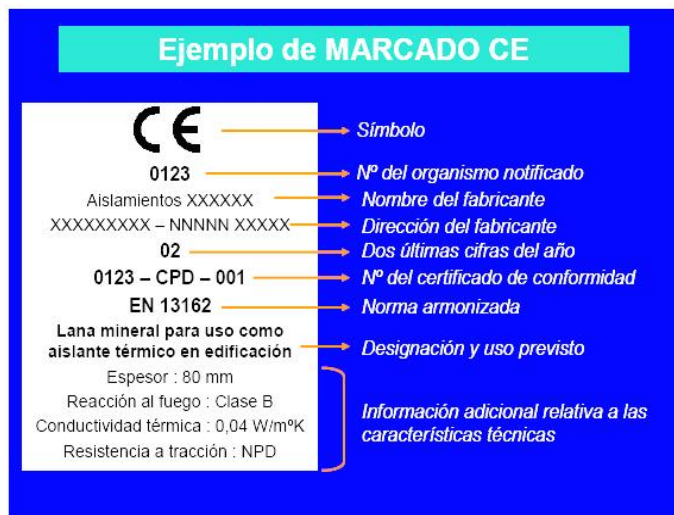 Ejemplo de MARCADO CE
CE
Símbolo
0123
Nº del organismo notificado
Aislamientos XXXXXX
Nombre del fabricante
XXXXXXXXX – NNNNN XXXXX
Dirección del fabricante
02
Dos últimas cifras del año
0123 – CPD – 001
Nº del certificado de conformidad
EN 13162
Norma armonizada
Lana mineral para uso como
aislante térmico en edificación
Designación y uso previsto
Espesor : 80 mm
Reacción al fuego : Clase B
Conductividad térmica : 0,04 W/mºK
Resistencia a tracción : NPD
Información adicional relativa a las
características técnicas